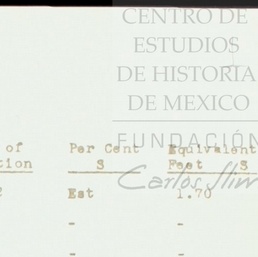 CENTRO DE
ESTUDIOS
DE HISTORIA
DE MEXICO
FUNDACIÓN
Carlos Slim
of Per Cent Equivalent
tion S Feet S
Est 1.70
-  -
-  -